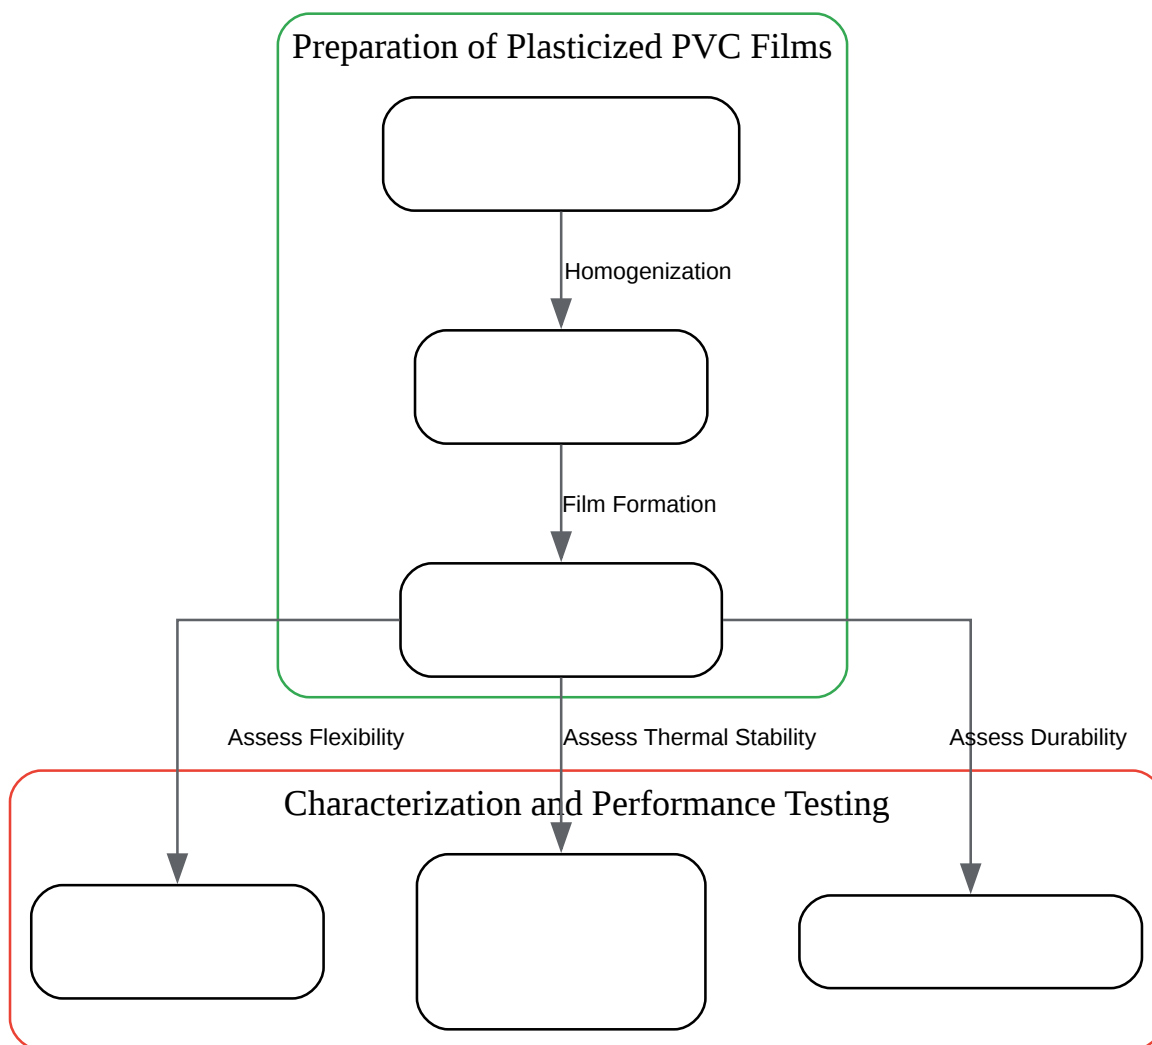 Preparation of Plasticized PVC Films
Homogenization
Film Formation
Assess Flexibility
Assess Thermal Stability
Assess Durability
Characterization and Performance Testing